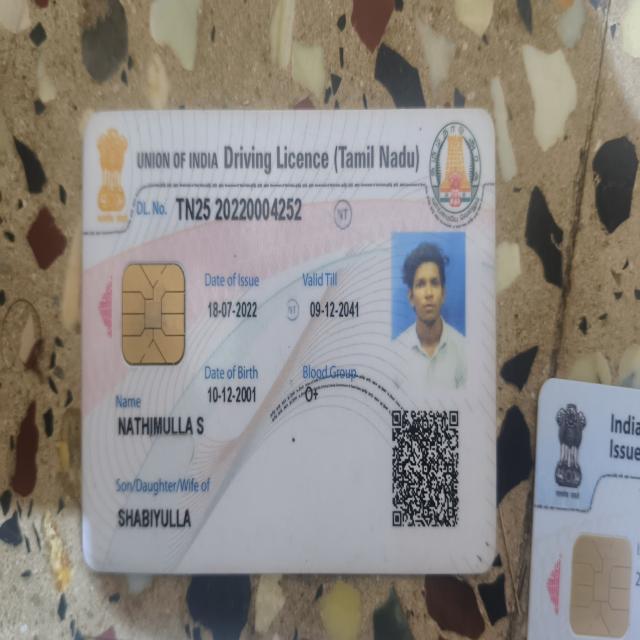 UNION OF INDIA Driving Licence (Tamil Nadu)
DL. No. TN25 20220004252 NT
Date of Issue Valid Till
18-07-2022 NT 09-12-2041
Date of Birth Blood Group
10-12-2001 O+
Name
NATHIMULLA S
Son/Daughter/Wife of
SHABIYULLA
India
Issue